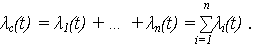 λc(t) = λ1(t) + ... + λn(t) = n∑i=1 λi(t) .